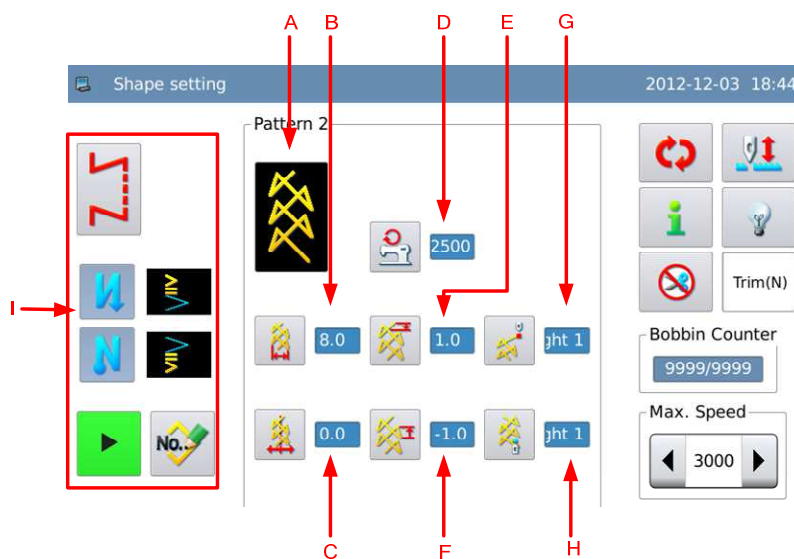 A B D E G
Shape setting 2012-12-03 18:44
Pattern 2
2500
Trim(N)
I
8.0 1.0 ght 1
Bobbin Counter
9999/9999
Max. Speed
No.
0.0 -1.0 ght 1
3000
C F H